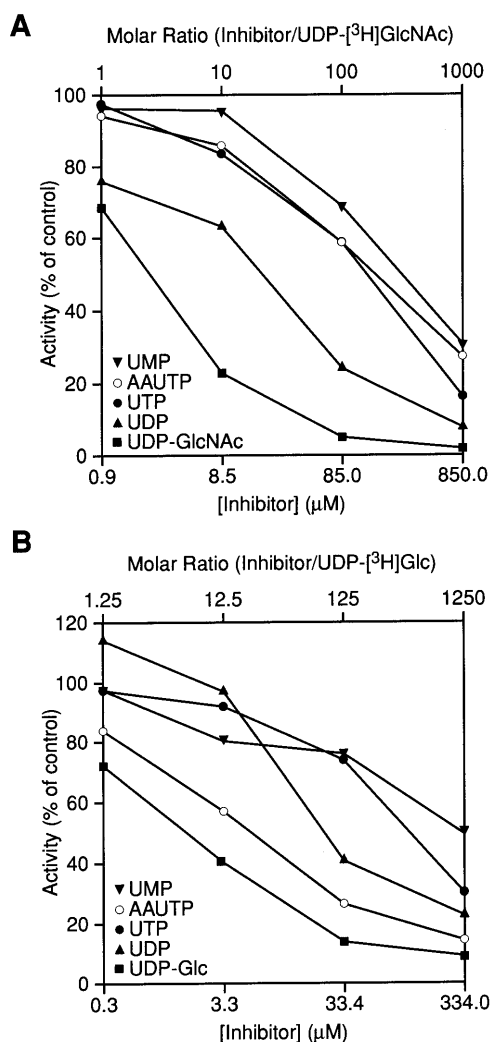 A
Molar Ratio (Inhibitor/UDP-[³H]GlcNAc)
1 10 100 1000
100
80
60
40
20
0
Activity (% of control)
▼ UMP
○ AAUTP
● UTP
▲ UDP
■ UDP-GlcNAc
0.9 8.5 85.0 850.0
[Inhibitor] (μM)
B
Molar Ratio (Inhibitor/UDP-[³H]Glc)
1.25 12.5 125 1250
120
100
80
60
40
20
0
Activity (% of control)
▼ UMP
○ AAUTP
● UTP
▲ UDP
■ UDP-Glc
0.3 3.3 33.4 334.0
[Inhibitor] (μM)